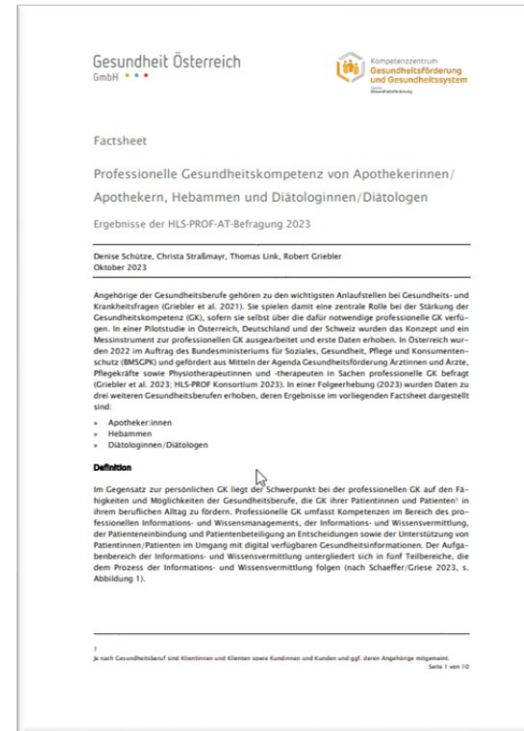 Gesundheit Österreich
GmbH
Kompetenzzentrum
Gesundheitsförderung
und Gesundheitssystem
Factsheet
Professionelle Gesundheitskompetenz von Apothekerinnen/
Apothekern, Hebammen und Diätologinnen/Diätologen
Ergebnisse der HLS-PROF-AT-Befragung 2023
Denise Schütze, Christa Straßmayr, Thomas Link, Robert Griebler
Oktober 2023
Angehörige der Gesundheitsberufe gehören zu den wichtigsten Anlaufstellen bei Gesundheits- und
Krankheitsfragen (Griebler et al. 2021). Sie spielen damit eine zentrale Rolle bei der Stärkung der
Gesundheitskompetenz (GK), sofern sie selbst über die dafür notwendige professionelle GK verfü-
gen. In einer Pilotstudie in Österreich, Deutschland und der Schweiz wurden das Konzept und ein
Messinstrument zur professionellen GK ausgearbeitet und erste Daten erhoben. In Österreich wur-
den 2022 im Auftrag des Bundesministeriums für Soziales, Gesundheit, Pflege und Konsumenten-
schutz (BMSGPK) und gefördert aus Mitteln der Agenda Gesundheitsförderung Ärztinnen und Ärzte,
Pflegekräfte sowie Physiotherapeutinnen und -therapeuten in Sachen professionelle GK befragt
(Griebler et al. 2023; HLS-PROF Konsortium 2023). In einer Folgeerhebung (2023) wurden Daten zu
drei weiteren Gesundheitsberufen erhoben, deren Ergebnisse im vorliegenden Factsheet dargestellt
sind:
» Apotheker:innen
» Hebammen
» Diätologinnen/Diätologen
Definition
Im Gegensatz zur persönlichen GK liegt der Schwerpunkt bei der professionellen GK auf den Fä-
higkeiten und Möglichkeiten der Gesundheitsberufe, die GK ihrer Patientinnen und Patienten¹ in
ihrem beruflichen Alltag zu fördern. Professionelle GK umfasst Kompetenzen im Bereich des pro-
fessionellen Informations- und Wissensmanagements, der Informations- und Wissensvermittlung,
der Patienteneinbindung und Patientenbeteiligung an Entscheidungen sowie der Unterstützung von
Patientinnen/Patienten im Umgang mit digital verfügbaren Gesundheitsinformationen. Der Aufga-
benbereich der Informations- und Wissensvermittlung untergliedert sich in fünf Teilbereiche, die
dem Prozess der Informations- und Wissensvermittlung folgen (nach Schaeffer/Griese 2023, s.
Abbildung 1).
1
Je nach Gesundheitsberuf sind Klientinnen und Klienten sowie Kundinnen und Kunden und ggf. deren Angehörige mitgemeint.
Seite 1 von 10